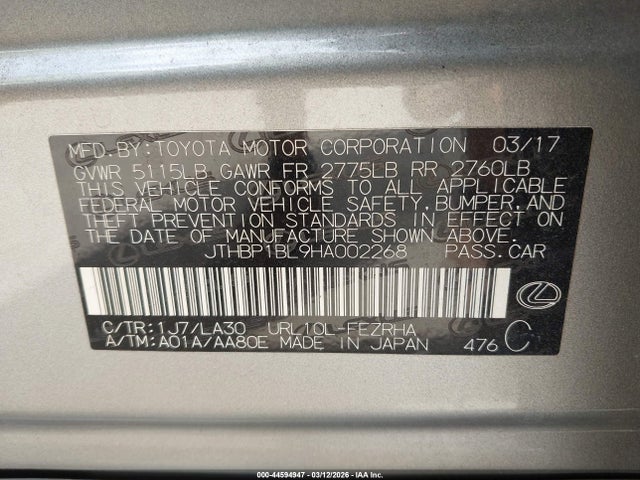 MFD.BY:TOYOTA MOTOR CORPORATION 03/17
GVWR 5115LB GAWR FR 2775LB RR 2760LB
THIS VEHICLE CONFORMS TO ALL APPLICABLE
FEDERAL MOTOR VEHICLE SAFETY,BUMPER,AND
THEFT PREVENTION STANDARDS IN EFFECT ON
THE DATE OF MANUFACTURE SHOWN ABOVE.
JTHBP1BL9HA002268 PASS.CAR
C/TR:1J7/LA30 URL10L-FEZRHA
A/TM:A01A/AA80E MADE IN JAPAN 476 C
000-44594947 - 03/12/2026 - IAA Inc.